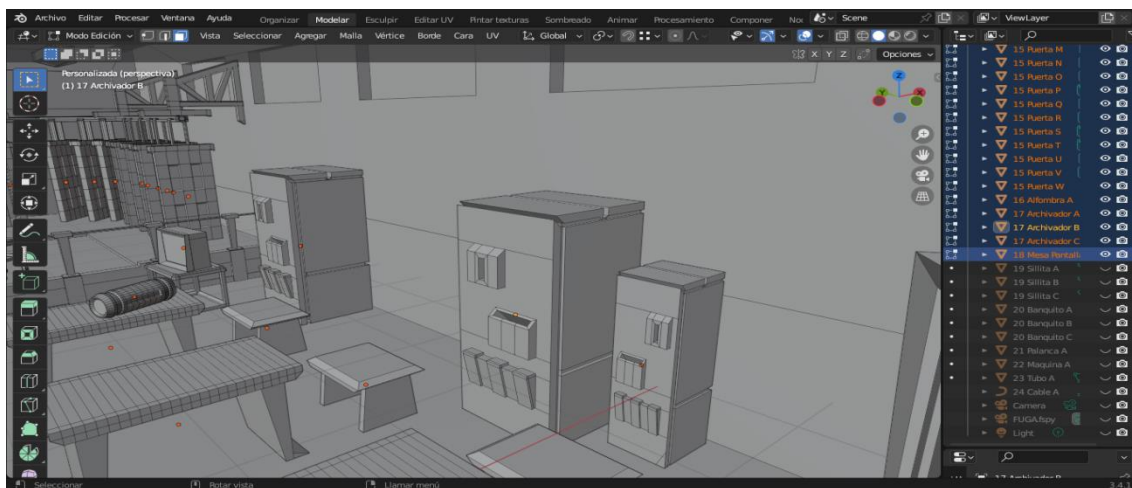 Archivo Editar Procesar Ventana Ayuda Organizar Modelar Esculpir Editar UV Pintar texturas Sombreado Animar Procesamiento Componer Scene ViewLayer
Modo Edición Vista Seleccionar Agregar Malla Vértice Borde Cara UV Global
X Y Z Opciones
Personalizada (perspectiva)
(1) 17 Archivador B
Z
Y
15 Puerta M
15 Puerta N
15 Puerta O
15 Puerta P
15 Puerta Q
15 Puerta R
15 Puerta S
15 Puerta T
15 Puerta U
15 Puerta V
15 Puerta W
16 Alfombra A
17 Archivador A
17 Archivador B
17 Archivador C
18 Mesa Pantall
19 Sillita A
19 Sillita B
19 Sillita C
20 Banquito A
20 Banquito B
20 Banquito C
21 Palanca A
22 Maquina A
23 Tubo A
24 Cable A
Camera
FUGA.fspy
Light
Seleccionar Rotar vista Llamar menú 3.4.1